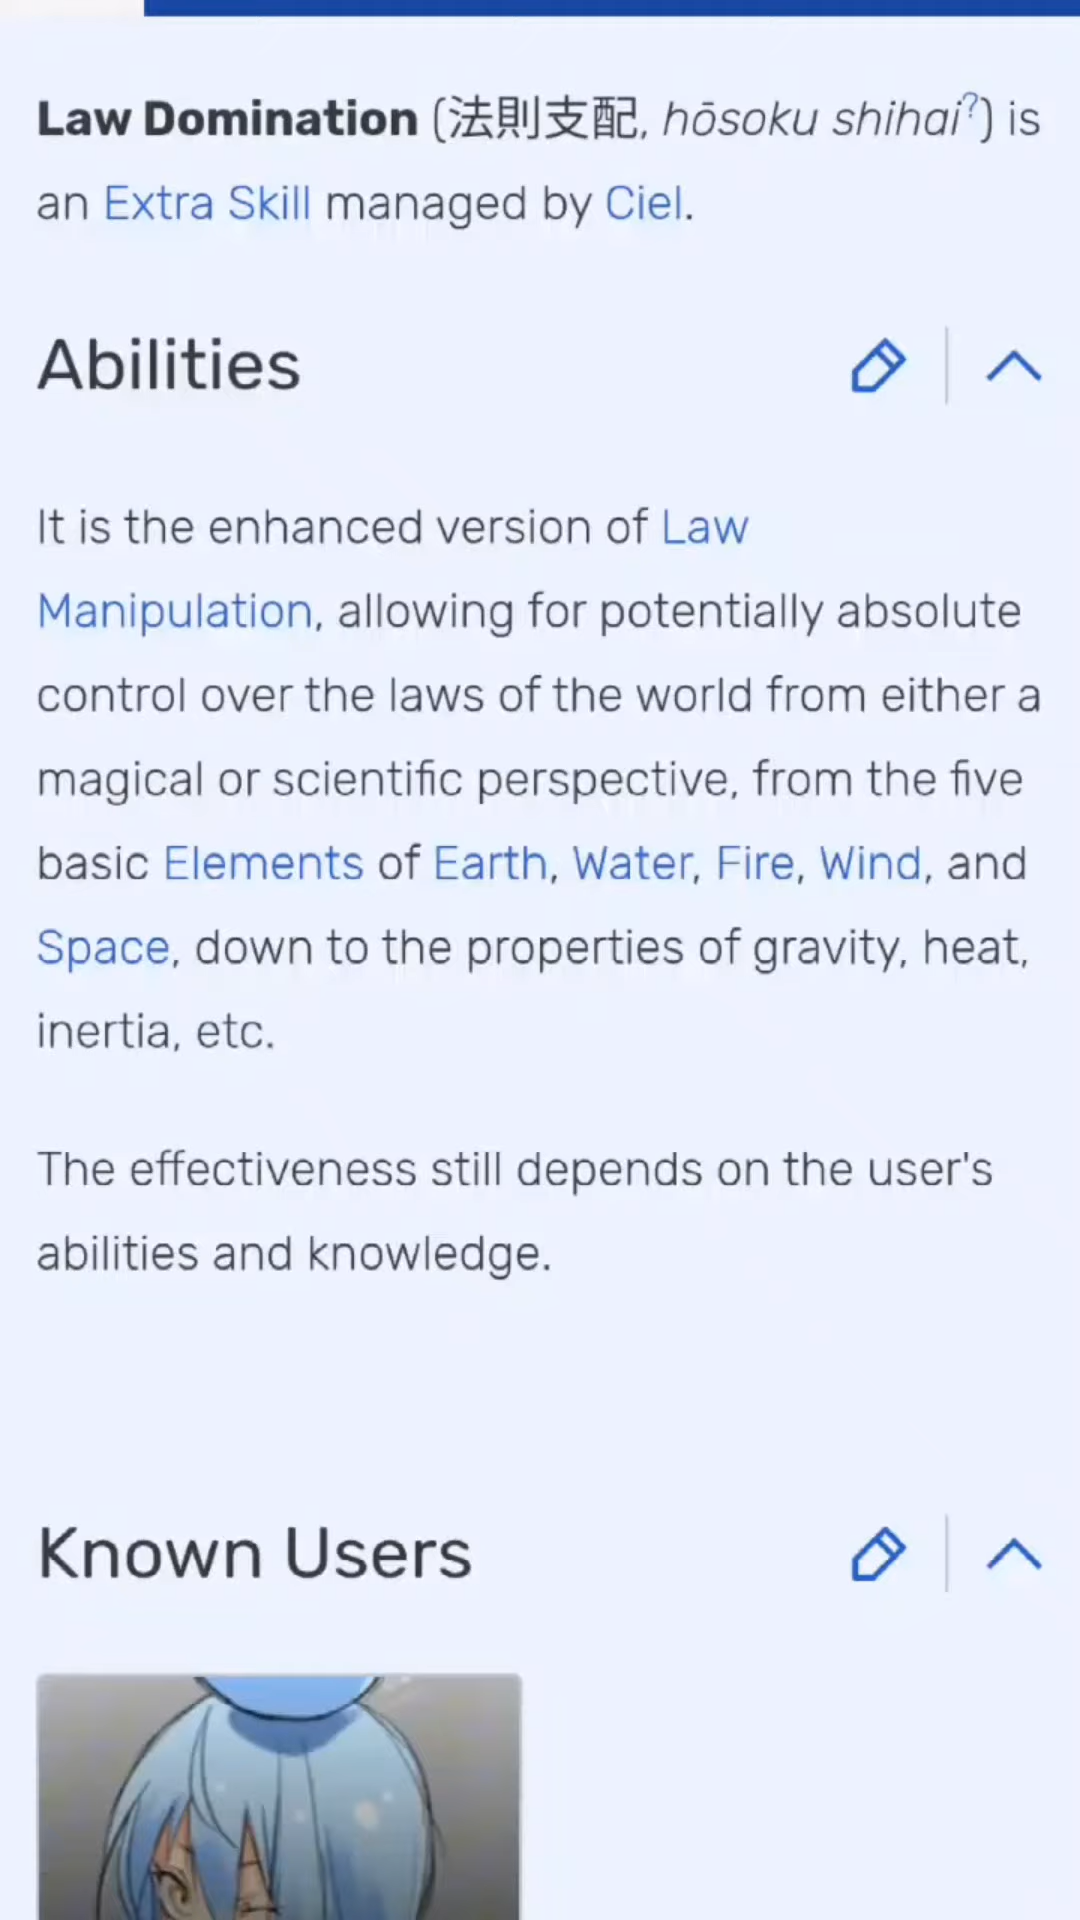 Law Domination (法則支配, hōsoku shihai?) is
an Extra Skill managed by Ciel.
Abilities
It is the enhanced version of Law
Manipulation, allowing for potentially absolute
control over the laws of the world from either a
magical or scientific perspective, from the five
basic Elements of Earth, Water, Fire, Wind, and
Space, down to the properties of gravity, heat,
inertia, etc.
The effectiveness still depends on the user's
abilities and knowledge.
Known Users